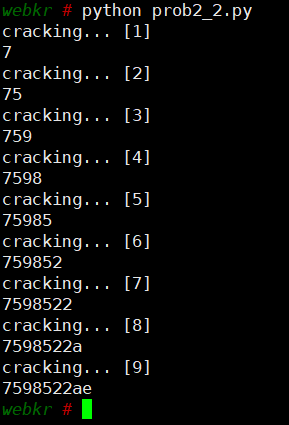 webkr # python prob2_2.py
cracking... [1]
7
cracking... [2]
75
cracking... [3]
759
cracking... [4]
7598
cracking... [5]
75985
cracking... [6]
759852
cracking... [7]
7598522
cracking... [8]
7598522a
cracking... [9]
7598522ae
webkr #